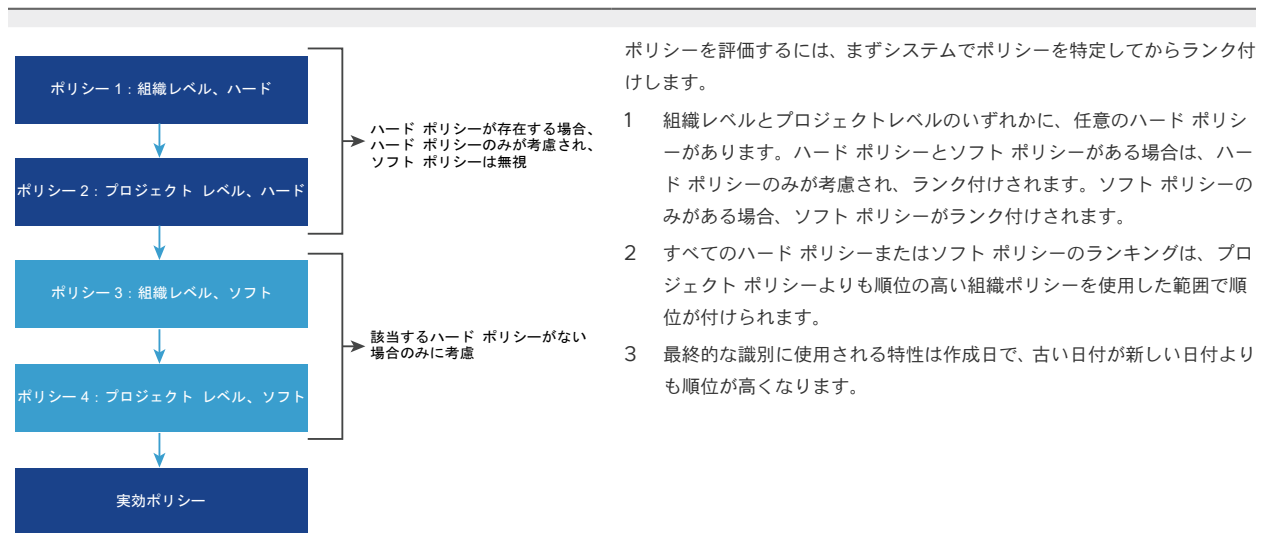 ポリシー 1：組織レベル、ハード
ポリシー 2：プロジェクト レベル、ハード
ポリシー 3：組織レベル、ソフト
ポリシー 4：プロジェクト レベル、ソフト
実効ポリシー
ハード ポリシーが存在する場合、
ハード ポリシーのみが考慮され、
ソフト ポリシーは無視
該当するハード ポリシーがない
場合のみに考慮
ポリシーを評価するには、まずシステムでポリシーを特定してからランク付
けします。
1 組織レベルとプロジェクトレベルのいずれかに、任意のハード ポリシ
ーがあります。ハード ポリシーとソフト ポリシーがある場合は、ハー
ド ポリシーのみが考慮され、ランク付けされます。ソフト ポリシーの
みがある場合、ソフト ポリシーがランク付けされます。
2 すべてのハード ポリシーまたはソフト ポリシーのランキングは、プロ
ジェクト ポリシーよりも順位の高い組織ポリシーを使用した範囲で順
位が付けられます。
3 最終的な識別に使用される特性は作成日で、古い日付が新しい日付より
も順位が高くなります。